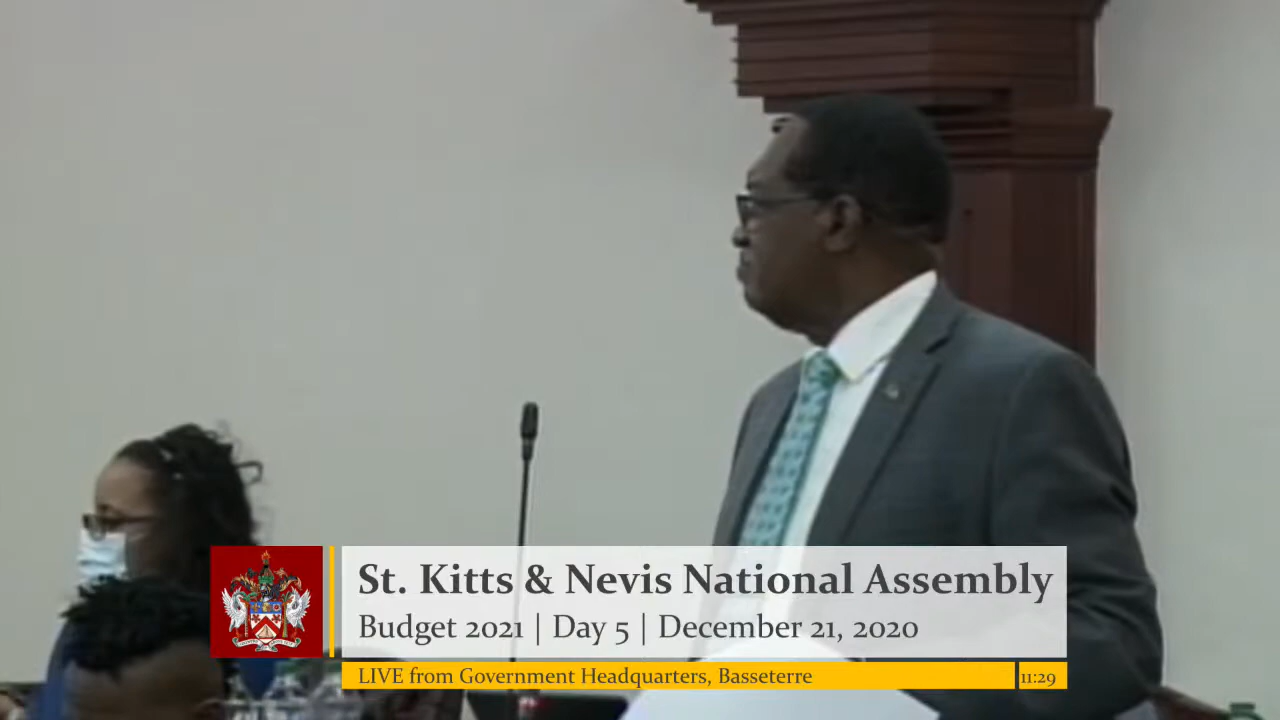 St. Kitts & Nevis National Assembly
Budget 2021 | Day 5 | December 21, 2020
LIVE from Government Headquarters, Basseterre
11:29